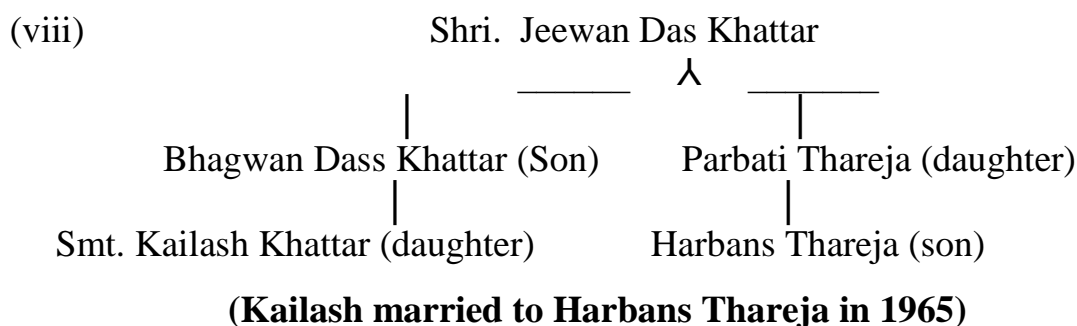 (viii) Shri. Jeewan Das Khattar
Bhagwan Dass Khattar (Son) Parbati Thareja (daughter)
Smt. Kailash Khattar (daughter) Harbans Thareja (son)
(Kailash married to Harbans Thareja in 1965)